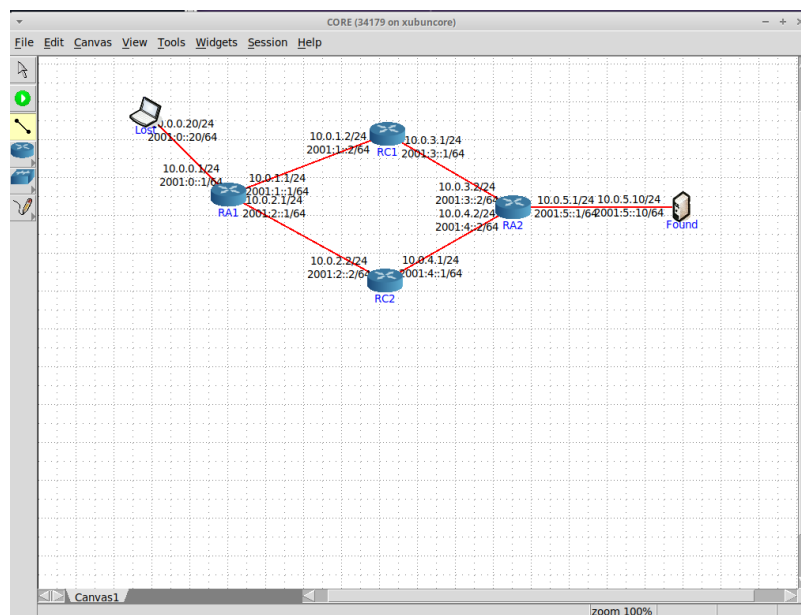 CORE (34179 on xubuncore)
File Edit Canvas View Tools Widgets Session Help
10.0.0.20/24
2001:0::20/64
Lost
10.0.0.1/24
2001:0::1/64
RA1
10.0.1.1/24
2001:1::1/64
10.0.2.1/24
2001:2::1/64
10.0.1.2/24
2001:1::2/64
RC1
10.0.3.1/24
2001:3::1/64
10.0.3.2/24
2001:3::2/64
10.0.4.2/24
2001:4::2/64
RA2
10.0.5.1/24
2001:5::1/64
10.0.5.10/24
2001:5::10/64
Found
10.0.2.2/24
2001:2::2/64
RC2
10.0.4.1/24
2001:4::1/64
Canvas1
zoom 100%